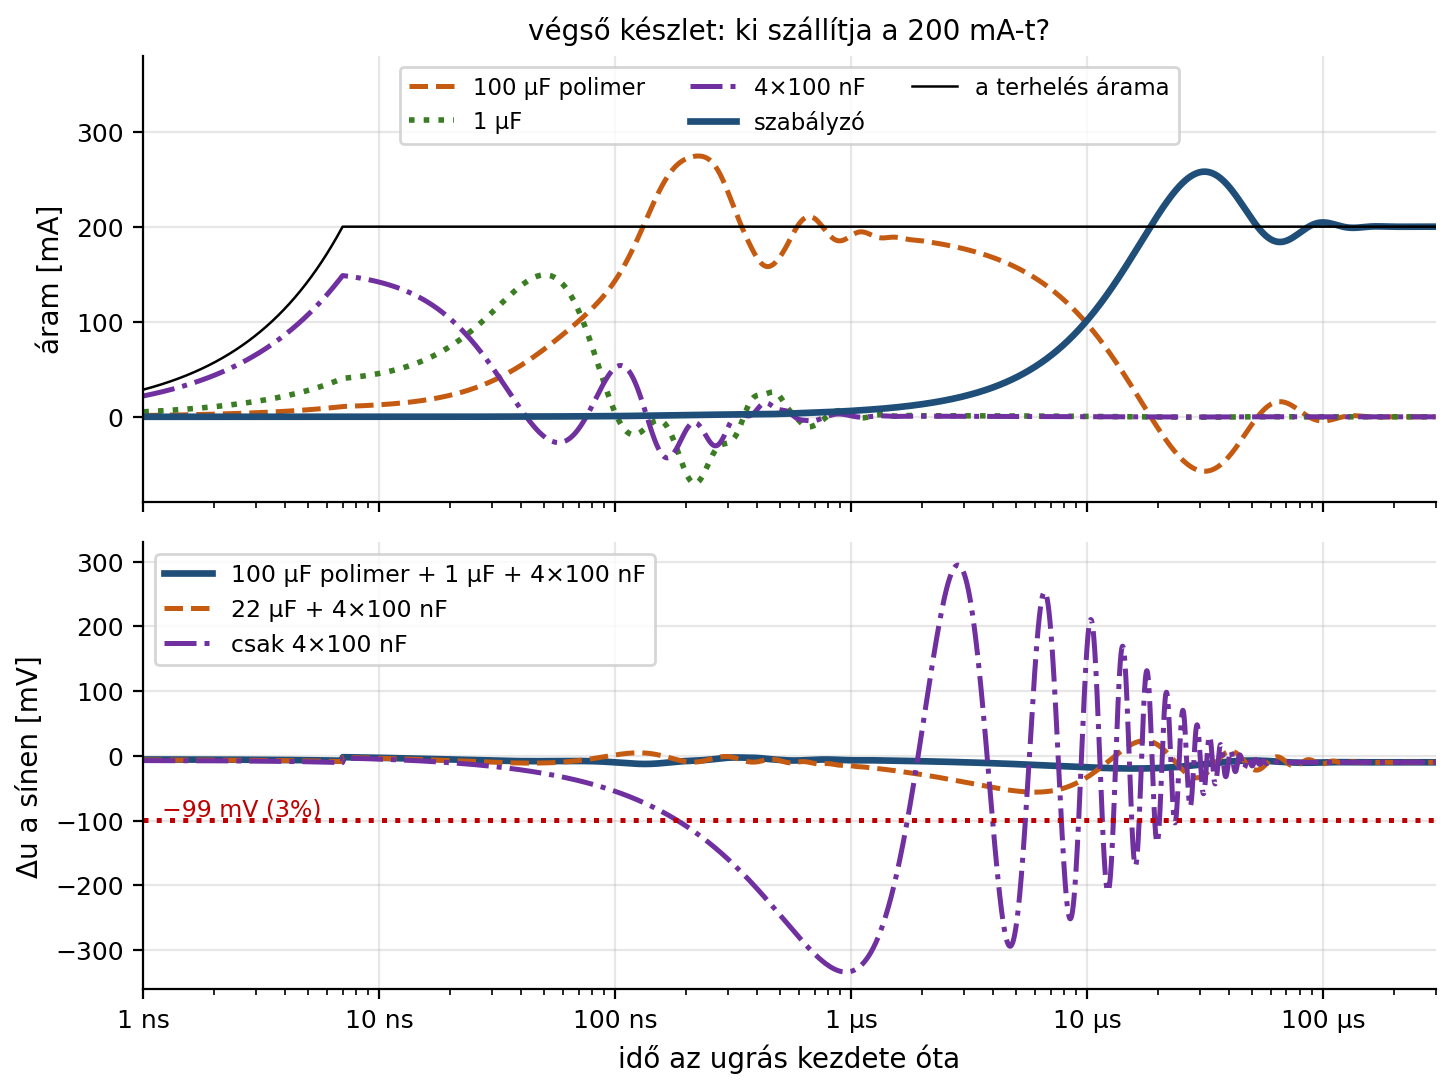 végső készlet: ki szállítja a 200 mA-t?
100 µF polimer
1 µF
4×100 nF
szabályzó
a terhelés árama
áram [mA]
300
200
100
0
100 µF polimer + 1 µF + 4×100 nF
22 µF + 4×100 nF
csak 4×100 nF
Δu a sínen [mV]
300
200
100
0
−100
−200
−300
−99 mV (3%)
1 ns
10 ns
100 ns
1 µs
10 µs
100 µs
idő az ugrás kezdete óta